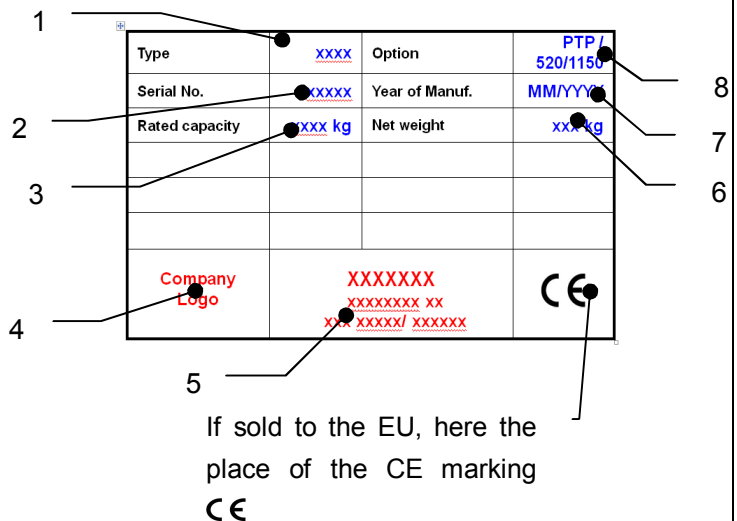 1
Type xxxx Option PTP /
520/1150
8
Serial No. xxxxx Year of Manuf. MM/YYYY
2
7
Rated capacity xxxx kg Net weight xxx kg
3
6
Company
Logo
XXXXXXX
xxxxxxxx xx
xxx xxxxx/ xxxxxx
CE
4
5
If sold to the EU, here the
place of the CE marking
CE